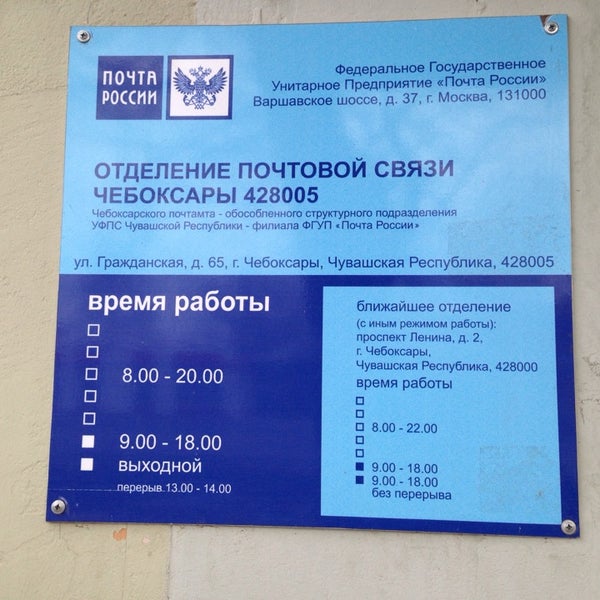 ПОЧТА
РОССИИ
Федеральное Государственное
Унитарное Предприятие «Почта России»
Варшавское шоссе, д. 37, г. Москва, 131000
ОТДЕЛЕНИЕ ПОЧТОВОЙ СВЯЗИ
ЧЕБОКСАРЫ 428005
Чебоксарского почтамта - обособленного структурного подразделения
УФПС Чувашской Республики - филиала ФГУП «Почта России»
ул. Гражданская, д. 65, г. Чебоксары, Чувашская Республика, 428005
время работы
8.00 - 20.00
9.00 - 18.00
выходной
перерыв 13.00 - 14.00
ближайшее отделение
(с иным режимом работы):
проспект Ленина, д. 2,
г. Чебоксары,
Чувашская Республика, 428000
время работы
8.00 - 22.00
9.00 - 18.00
9.00 - 18.00
без перерыва